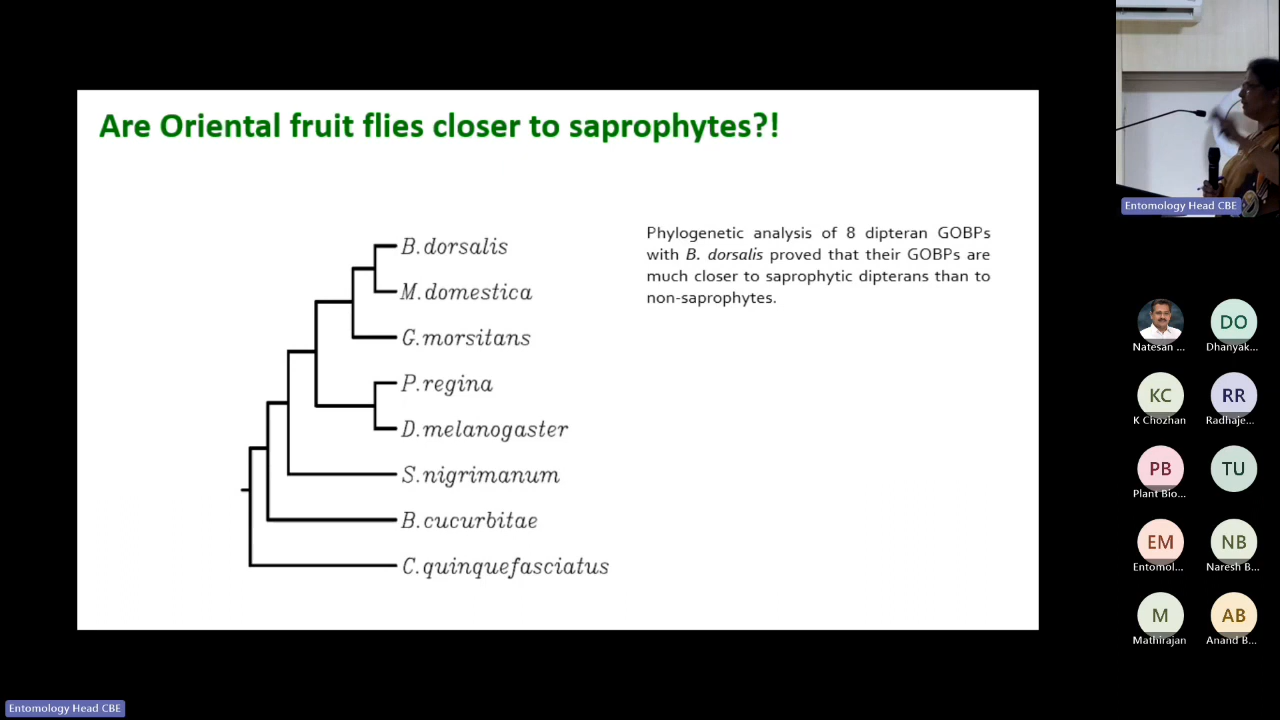 Are Oriental fruit flies closer to saprophytes?!
B.dorsalis
M.domestica
G.morsitans
P.regina
D.melanogaster
S.nigrimanum
B.cucurbitae
C.quinquefasciatus
Phylogenetic analysis of 8 dipteran GOBPs
with B. dorsalis proved that their GOBPs are
much closer to saprophytic dipterans than to
non-saprophytes.
Entomology Head CBE
Natesan ...
DO
Dhanyak...
KC
K Chozhan
RR
Radhaje...
PB
Plant Bio...
TU
EM
Entomol...
NB
Naresh B...
M
Mathirajan
AB
Anand B...
Entomology Head CBE